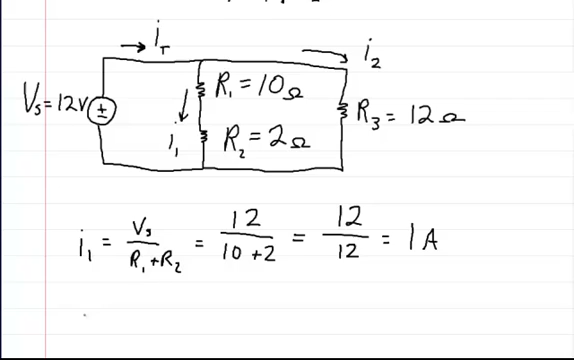 i_T
i_2
V_s = 12V
±
R_1 = 10Ω
i_1
R_2 = 2Ω
R_3 = 12Ω
i_1 = V_s / (R_1 + R_2) = 12 / (10 + 2) = 12 / 12 = 1 A